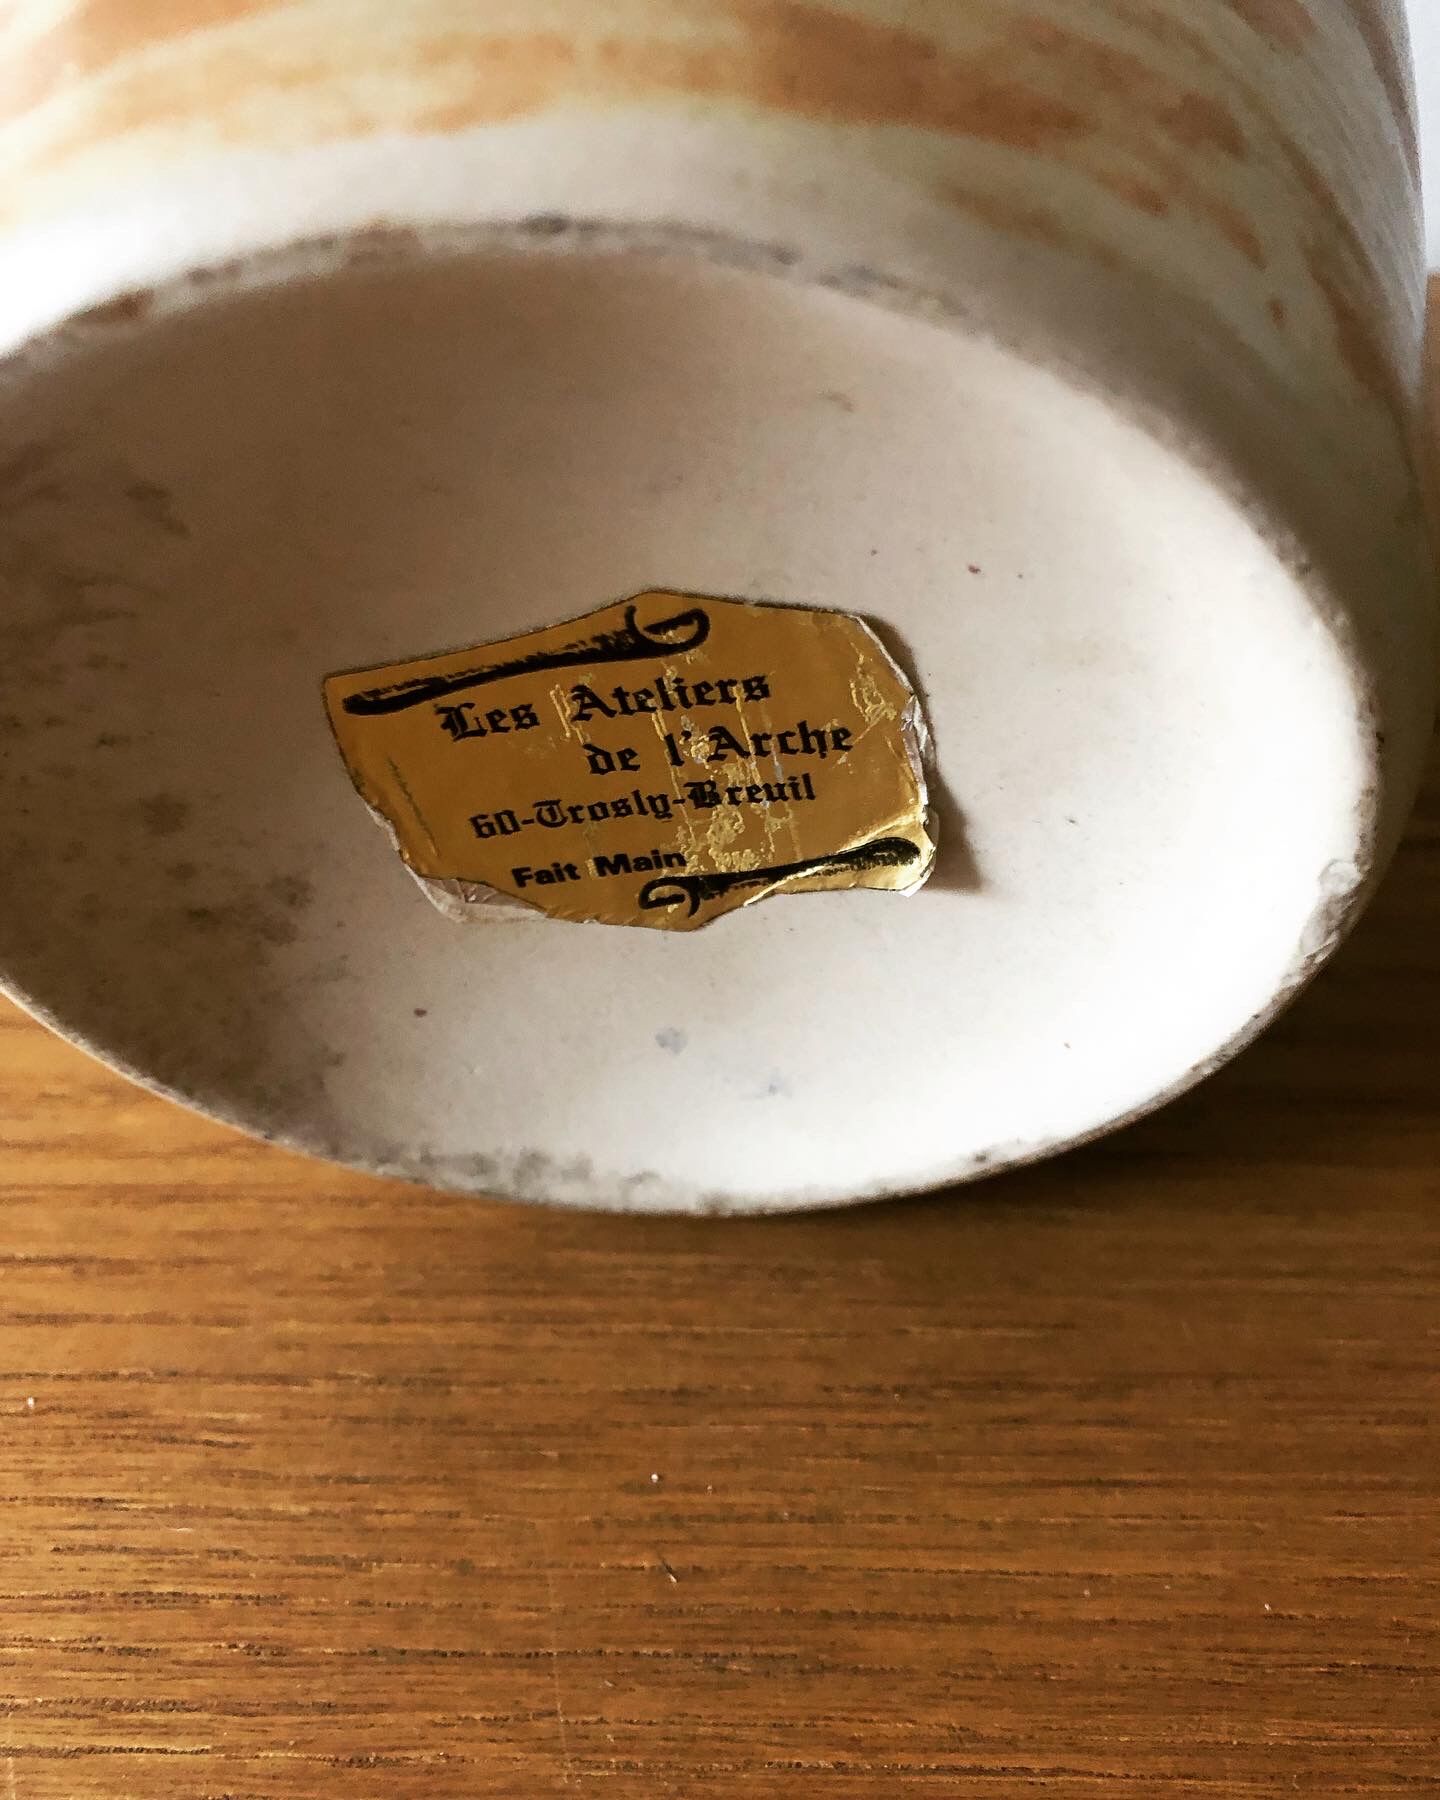 Les Ateliers
de l'Arche
60-Trosly-Breuil
Fait Main